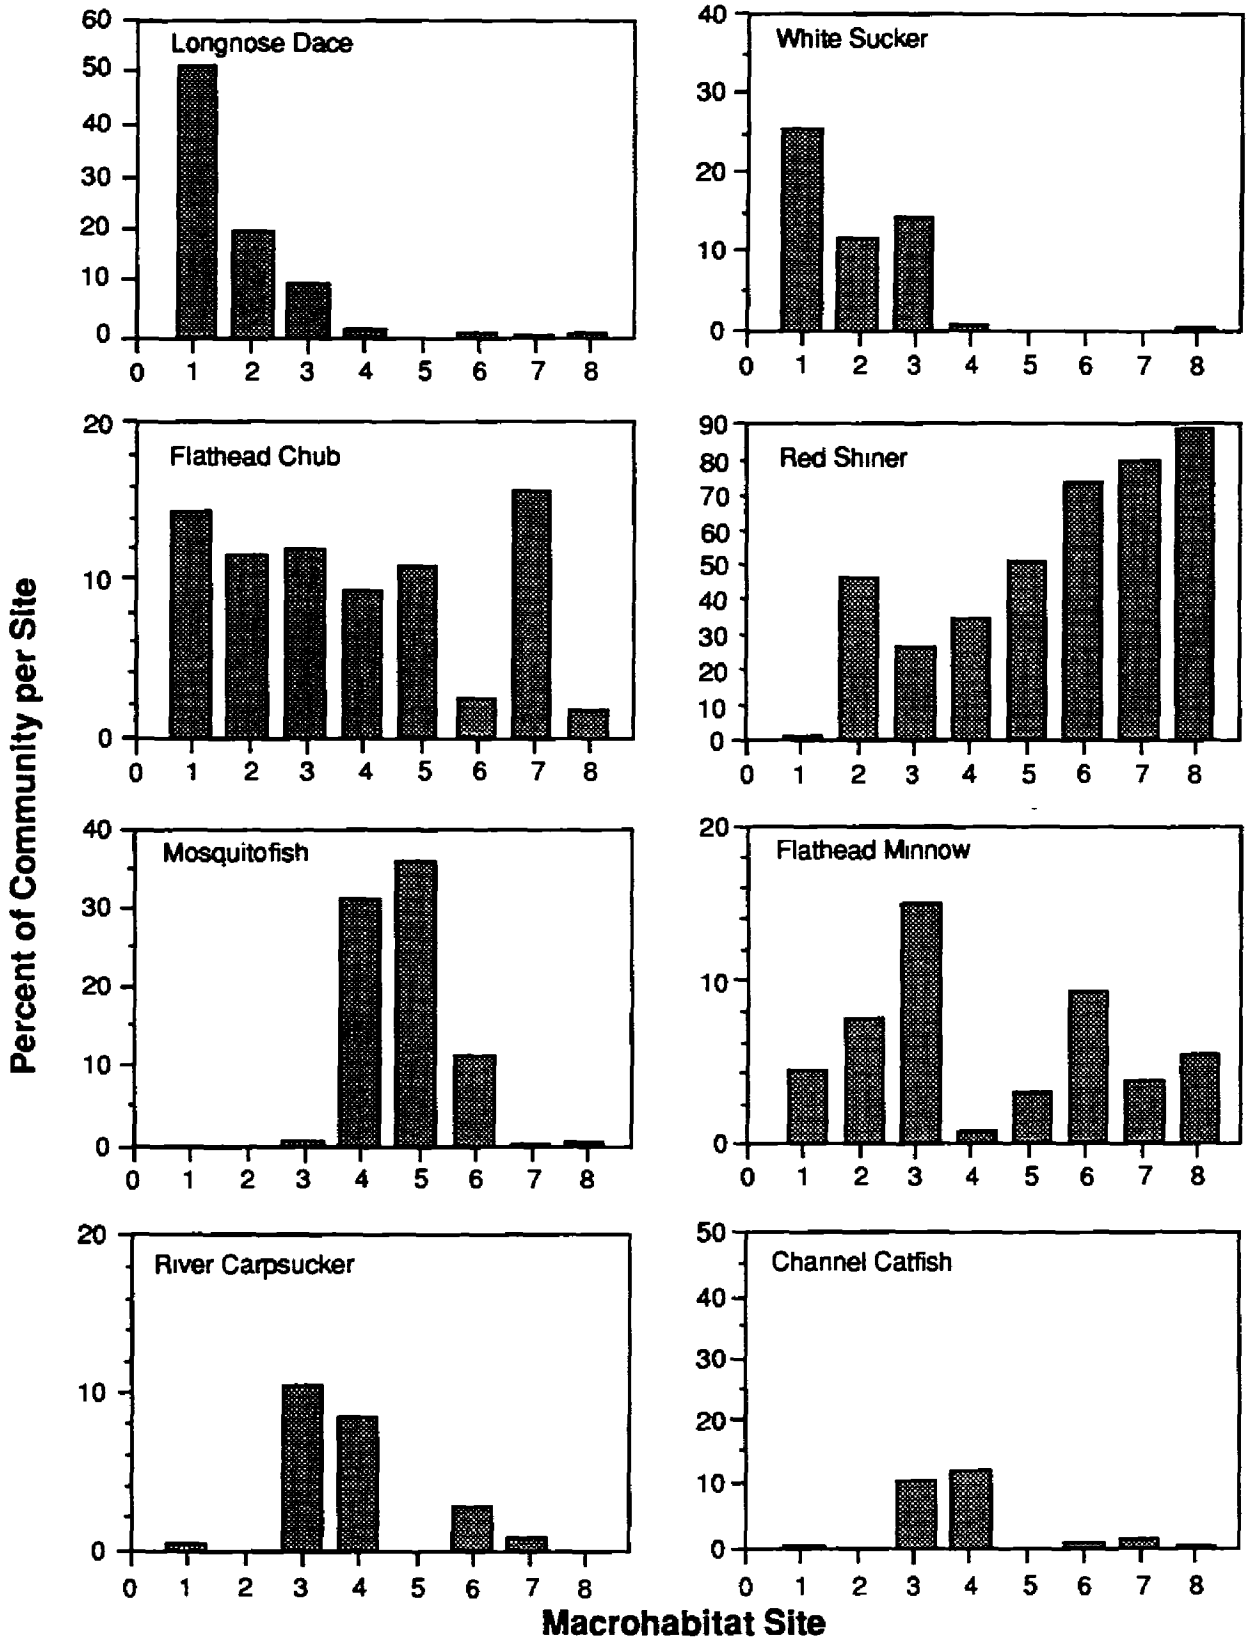 Percent of Community per Site
Longnose Dace
60
50
40
30
20
10
0
0 1 2 3 4 5 6 7 8
White Sucker
40
30
20
10
0
0 1 2 3 4 5 6 7 8
Flathead Chub
20
10
0
0 1 2 3 4 5 6 7 8
Red Shiner
90
80
70
60
50
40
30
20
10
0
0 1 2 3 4 5 6 7 8
Mosquitofish
40
30
20
10
0
0 1 2 3 4 5 6 7 8
Flathead Minnow
20
10
0
0 1 2 3 4 5 6 7 8
River Carpsucker
20
10
0
0 1 2 3 4 5 6 7 8
Channel Catfish
50
40
30
20
10
0
0 1 2 3 4 5 6 7 8
Macrohabitat Site